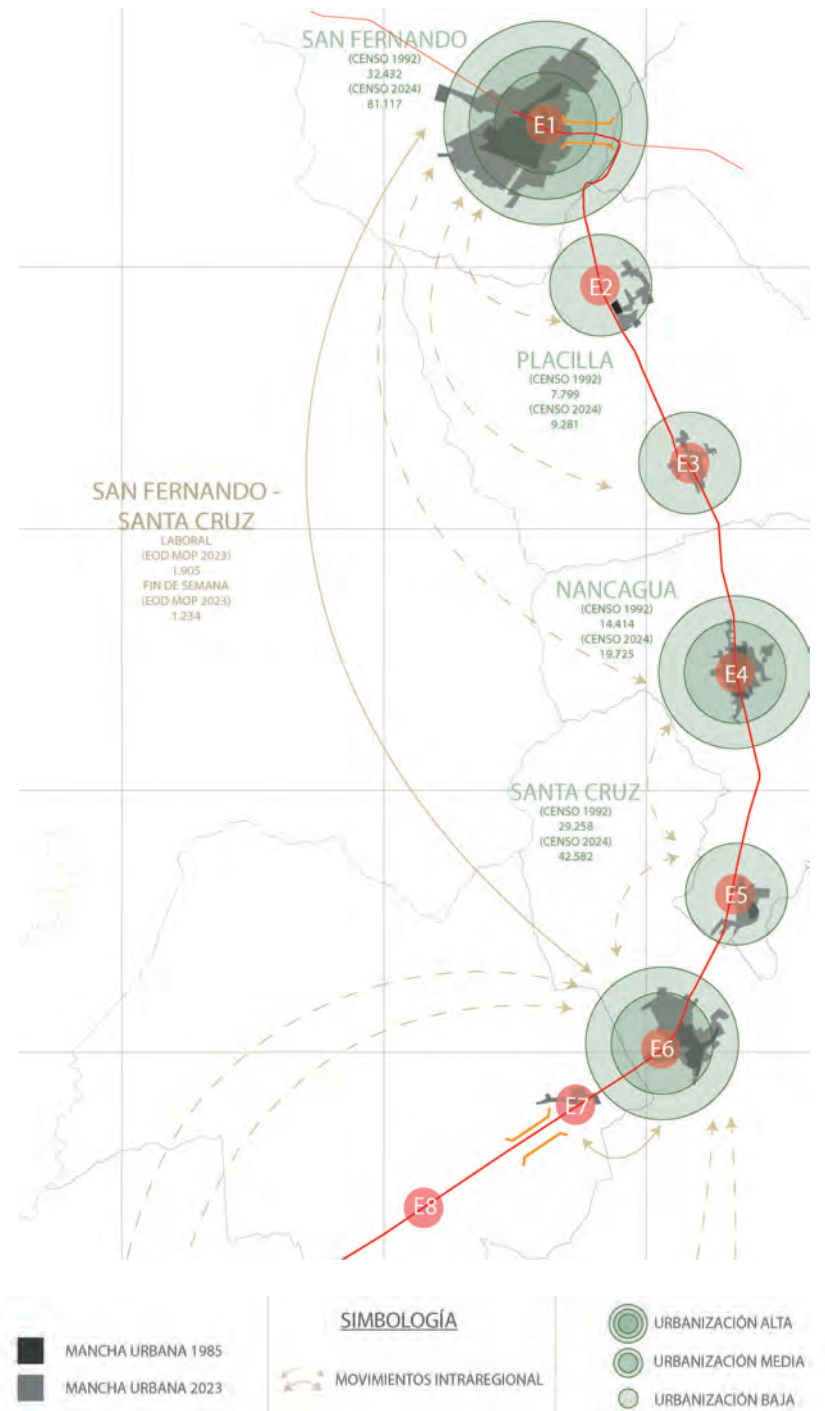 SAN FERNANDO
(CENSO 1992)
32.432
(CENSO 2024)
81.117
E1
E2
PLACILLA
(CENSO 1992)
7.799
(CENSO 2024)
9.281
E3
SAN FERNANDO -
SANTA CRUZ
LABORAL
(EOD MOP 2023)
1.905
FIN DE SEMANA
(EOD MOP 2023)
1.234
NANCAGUA
(CENSO 1992)
14.414
(CENSO 2024)
19.725
E4
SANTA CRUZ
(CENSO 1992)
29.258
(CENSO 2024)
42.582
E5
E6
E7
E8
SIMBOLOGÍA
MANCHA URBANA 1985
MANCHA URBANA 2023
MOVIMIENTOS INTRAREGIONAL
URBANIZACIÓN ALTA
URBANIZACIÓN MEDIA
URBANIZACIÓN BAJA